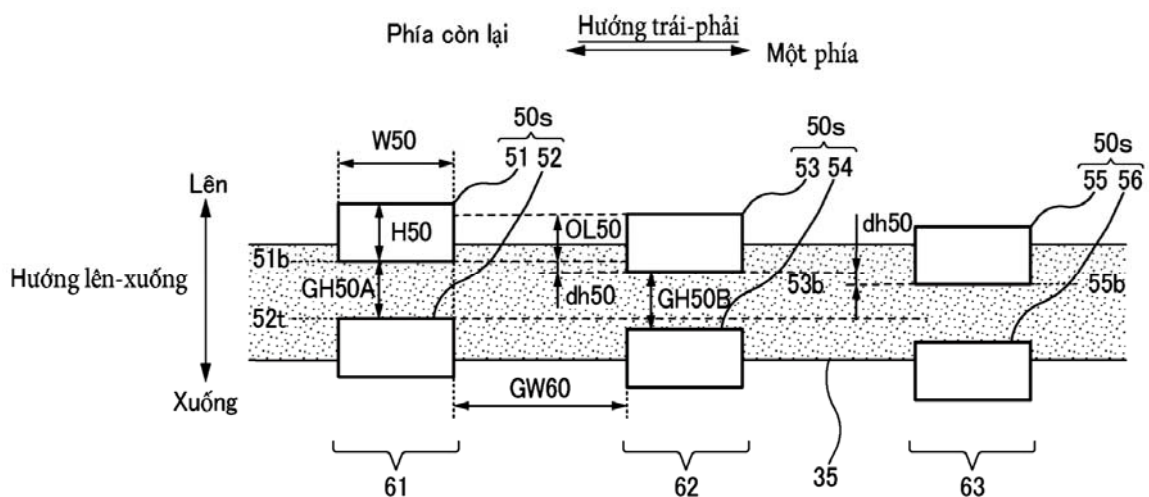 Hướng trái-phải
Phía còn lại
Một phía
50s
50s
50s
W50
51 52
53 54
55 56
Lên
dh50
H50
OL50
51b
Hướng lên-xuống
GH50A
dh50
GH50B
53b
55b
52t
Xuống
GW60
61
62
35
63